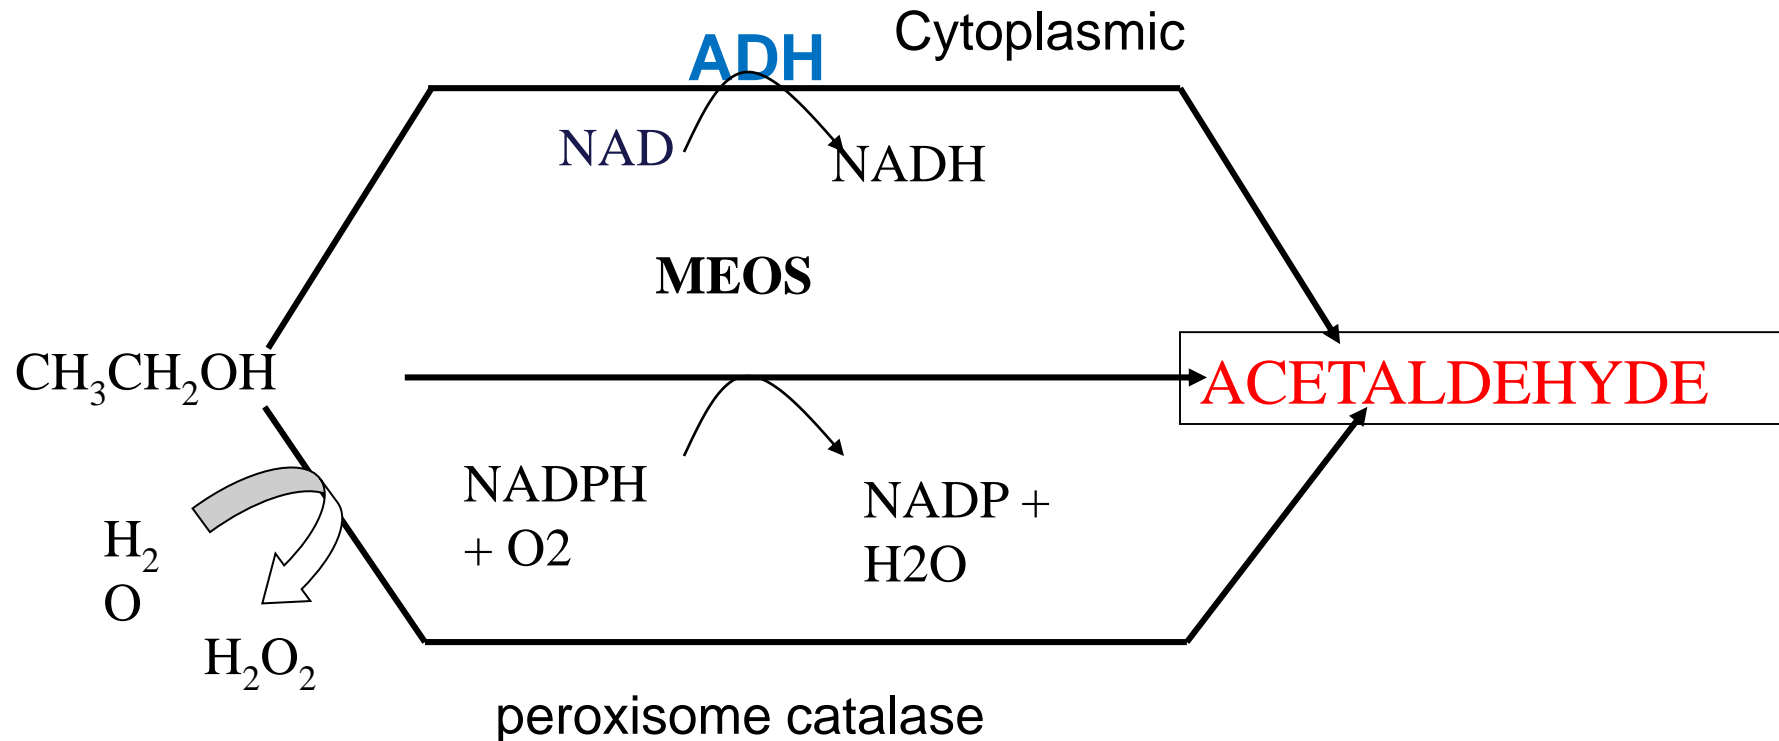 Cytoplasmic
ADH
NAD
NADH
MEOS
CH₃CH₂OH
ACETALDEHYDE
NADPH
+ O2
NADP +
H2O
H₂
O
H₂O₂
peroxisome catalase